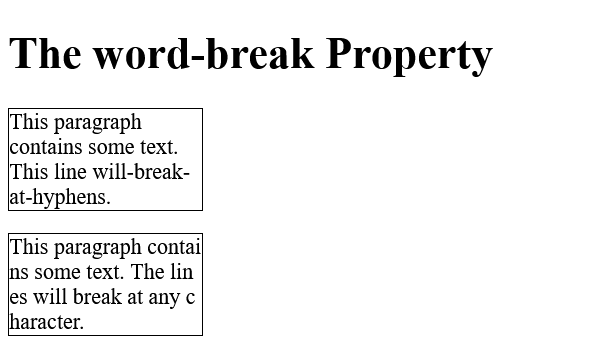 The word-break Property
This paragraph
contains some text.
This line will-break-
at-hyphens.
This paragraph contai
ns some text. The lin
es will break at any c
haracter.